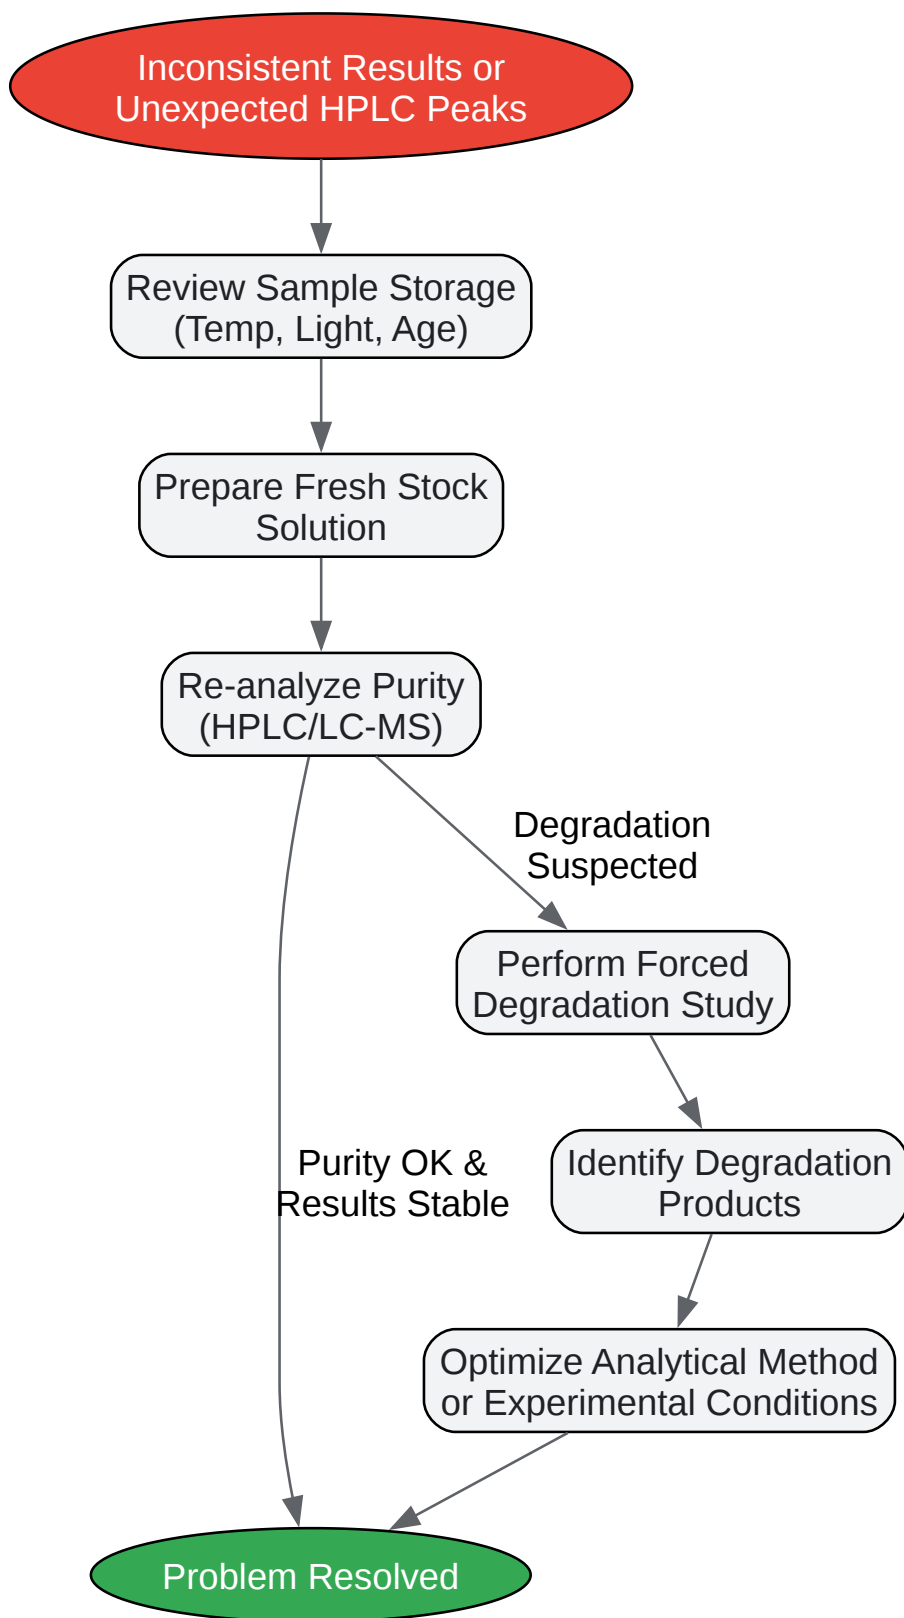 Inconsistent Results or
Unexpected HPLC Peaks
Review Sample Storage
(Temp, Light, Age)
Prepare Fresh Stock
Solution
Re-analyze Purity
(HPLC/LC-MS)
Degradation
Suspected
Perform Forced
Degradation Study
Purity OK &
Results Stable
Identify Degradation
Products
Optimize Analytical Method
or Experimental Conditions
Problem Resolved